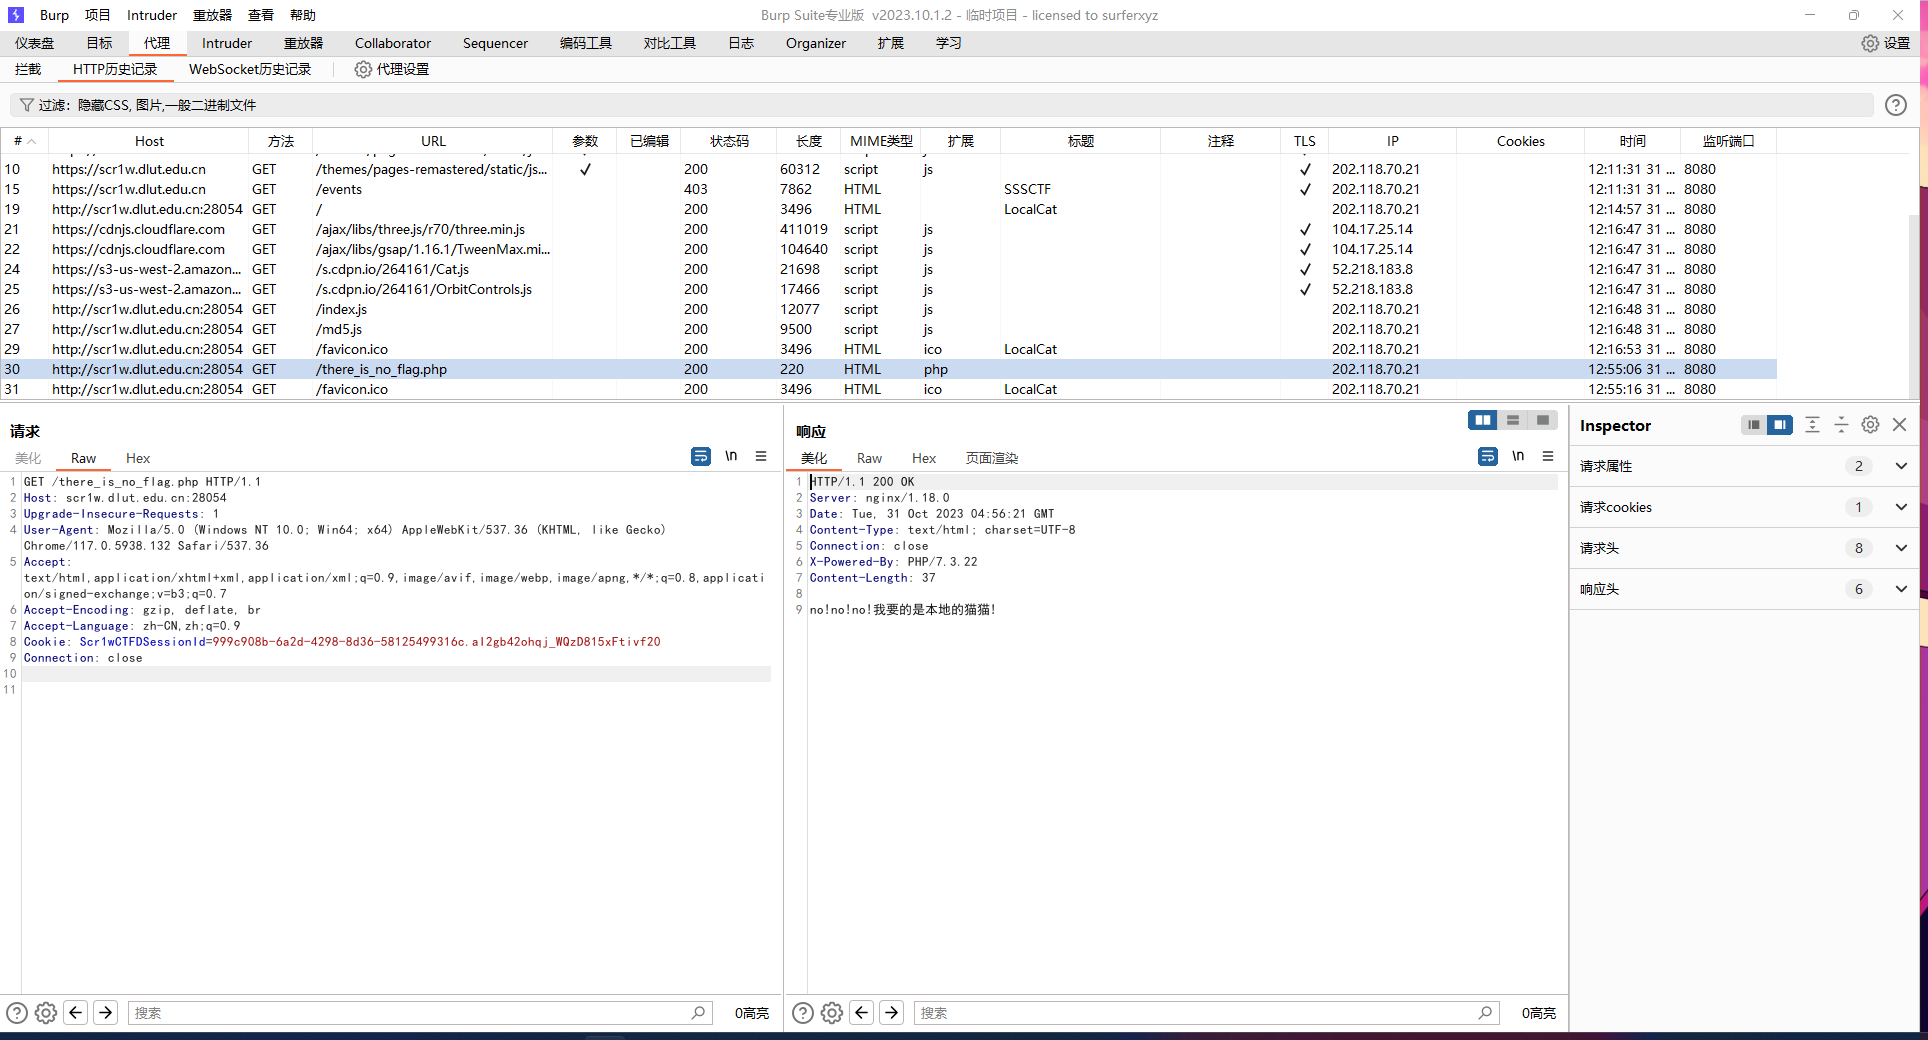 Burp 项目 Intruder 重放器 查看 帮助 Burp Suite专业版 v2023.10.1.2 - 临时项目 - licensed to surferxyz
仪表盘 目标 代理 Intruder 重放器 Collaborator Sequencer 编码工具 对比工具 日志 Organizer 扩展 学习 设置
拦截 HTTP历史记录 WebSocket历史记录 代理设置
过滤: 隐藏CSS, 图片,一般二进制文件
# Host 方法 URL 参数 已编辑 状态码 长度 MIME类型 扩展 标题 注释 TLS IP Cookies 时间 监听端口
10 https://scr1w.dlut.edu.cn GET /themes/pages-remastered/static/js... ✓ 200 60312 script js ✓ 202.118.70.21 12:11:31 31 ... 8080
15 https://scr1w.dlut.edu.cn GET /events 403 7862 HTML SSSCTF ✓ 202.118.70.21 12:11:31 31 ... 8080
19 http://scr1w.dlut.edu.cn:28054 GET / 200 3496 HTML LocalCat 202.118.70.21 12:14:57 31 ... 8080
21 https://cdnjs.cloudflare.com GET /ajax/libs/three.js/r70/three.min.js 200 411019 script js ✓ 104.17.25.14 12:16:47 31 ... 8080
22 https://cdnjs.cloudflare.com GET /ajax/libs/gsap/1.16.1/TweenMax.mi... 200 104640 script js ✓ 104.17.25.14 12:16:47 31 ... 8080
24 https://s3-us-west-2.amazon... GET /s.cdpn.io/264161/Cat.js 200 21698 script js ✓ 52.218.183.8 12:16:47 31 ... 8080
25 https://s3-us-west-2.amazon... GET /s.cdpn.io/264161/OrbitControls.js 200 17466 script js ✓ 52.218.183.8 12:16:47 31 ... 8080
26 http://scr1w.dlut.edu.cn:28054 GET /index.js 200 12077 script js 202.118.70.21 12:16:48 31 ... 8080
27 http://scr1w.dlut.edu.cn:28054 GET /md5.js 200 9500 script js 202.118.70.21 12:16:48 31 ... 8080
29 http://scr1w.dlut.edu.cn:28054 GET /favicon.ico 200 3496 HTML ico LocalCat 202.118.70.21 12:16:53 31 ... 8080
30 http://scr1w.dlut.edu.cn:28054 GET /there_is_no_flag.php 200 220 HTML php 202.118.70.21 12:55:06 31 ... 8080
31 http://scr1w.dlut.edu.cn:28054 GET /favicon.ico 200 3496 HTML ico LocalCat 202.118.70.21 12:55:16 31 ... 8080
请求
美化 Raw Hex \n
1 GET /there_is_no_flag.php HTTP/1.1
2 Host: scr1w.dlut.edu.cn:28054
3 Upgrade-Insecure-Requests: 1
4 User-Agent: Mozilla/5.0 (Windows NT 10.0; Win64; x64) AppleWebKit/537.36 (KHTML, like Gecko)
Chrome/117.0.5938.132 Safari/537.36
5 Accept:
text/html,application/xhtml+xml,application/xml;q=0.9,image/avif,image/webp,image/apng,*/*;q=0.8,applicati
on/signed-exchange;v=b3;q=0.7
6 Accept-Encoding: gzip, deflate, br
7 Accept-Language: zh-CN,zh;q=0.9
8 Cookie: Scr1wCTFDSessionId=999c908b-6a2d-4298-8d36-58125499316c.aI2gb42ohqj_WQzD815xFtivf20
9 Connection: close
10
11
搜索 0高亮
响应
美化 Raw Hex 页面渲染 \n
1 HTTP/1.1 200 OK
2 Server: nginx/1.18.0
3 Date: Tue, 31 Oct 2023 04:56:21 GMT
4 Content-Type: text/html; charset=UTF-8
5 Connection: close
6 X-Powered-By: PHP/7.3.22
7 Content-Length: 37
8
9 no!no!no!我要的是本地的猫猫!
搜索 0高亮
Inspector
请求属性 2
请求cookies 1
请求头 8
响应头 6